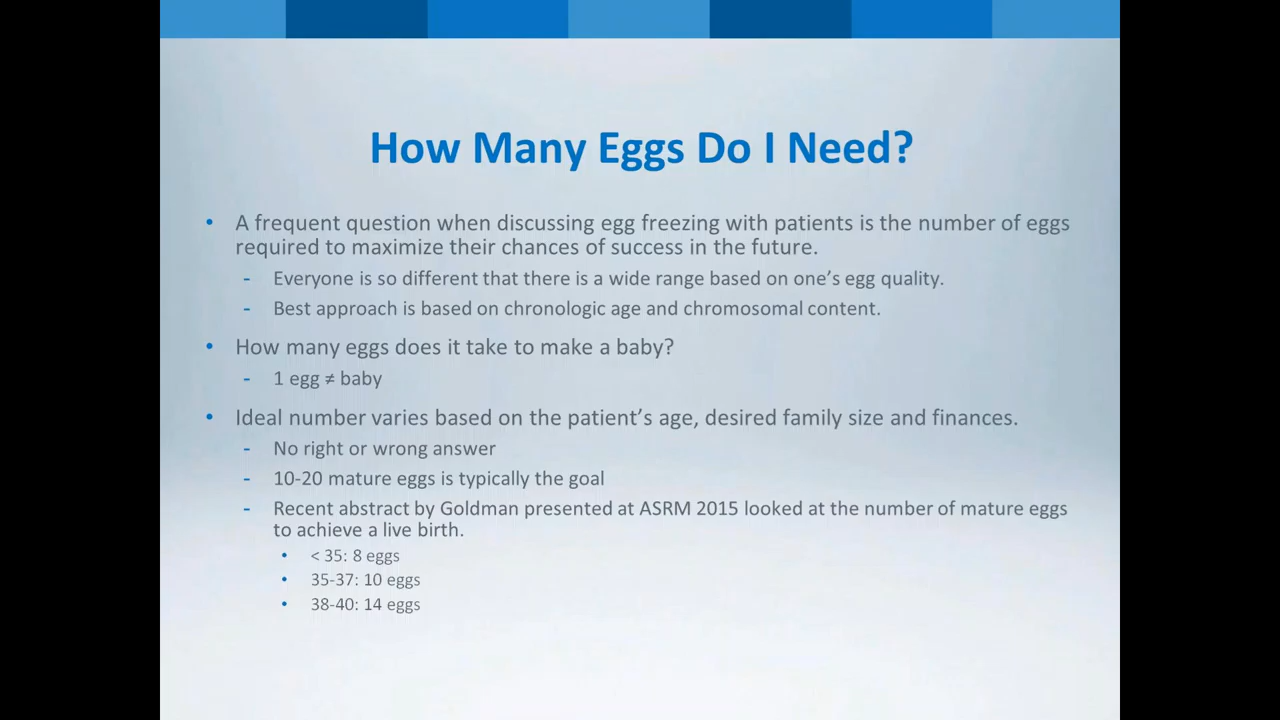 How Many Eggs Do I Need?
• A frequent question when discussing egg freezing with patients is the number of eggs
required to maximize their chances of success in the future.
- Everyone is so different that there is a wide range based on one’s egg quality.
- Best approach is based on chronologic age and chromosomal content.
• How many eggs does it take to make a baby?
- 1 egg ≠ baby
• Ideal number varies based on the patient’s age, desired family size and finances.
- No right or wrong answer
- 10-20 mature eggs is typically the goal
- Recent abstract by Goldman presented at ASRM 2015 looked at the number of mature eggs
to achieve a live birth.
• < 35: 8 eggs
• 35-37: 10 eggs
• 38-40: 14 eggs